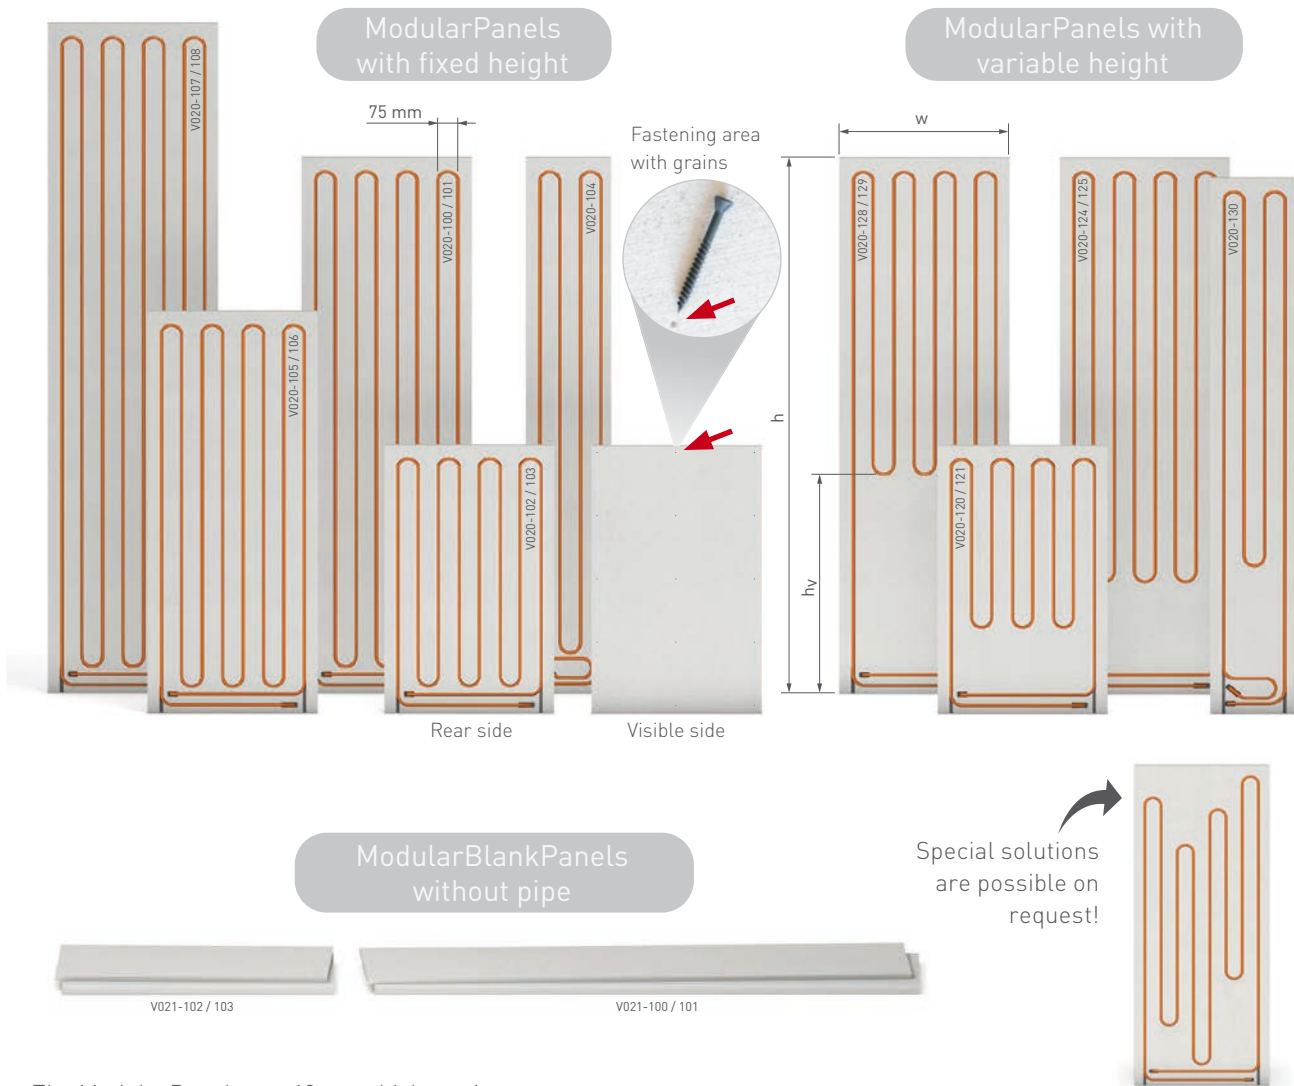 ModularPanels
with fixed height
ModularPanels with
variable height
V020-107 / 108
75 mm
V020-100 / 101
V020-104
Fastening area
with grains
w
V020-128 / 129
V020-124 / 125
V020-130
V020-105 / 106
V020-102 / 103
h
hv
V020-120 / 121
Rear side
Visible side
ModularBlankPanels
without pipe
Special solutions
are possible on
request!
V021-102 / 103
V021-100 / 101